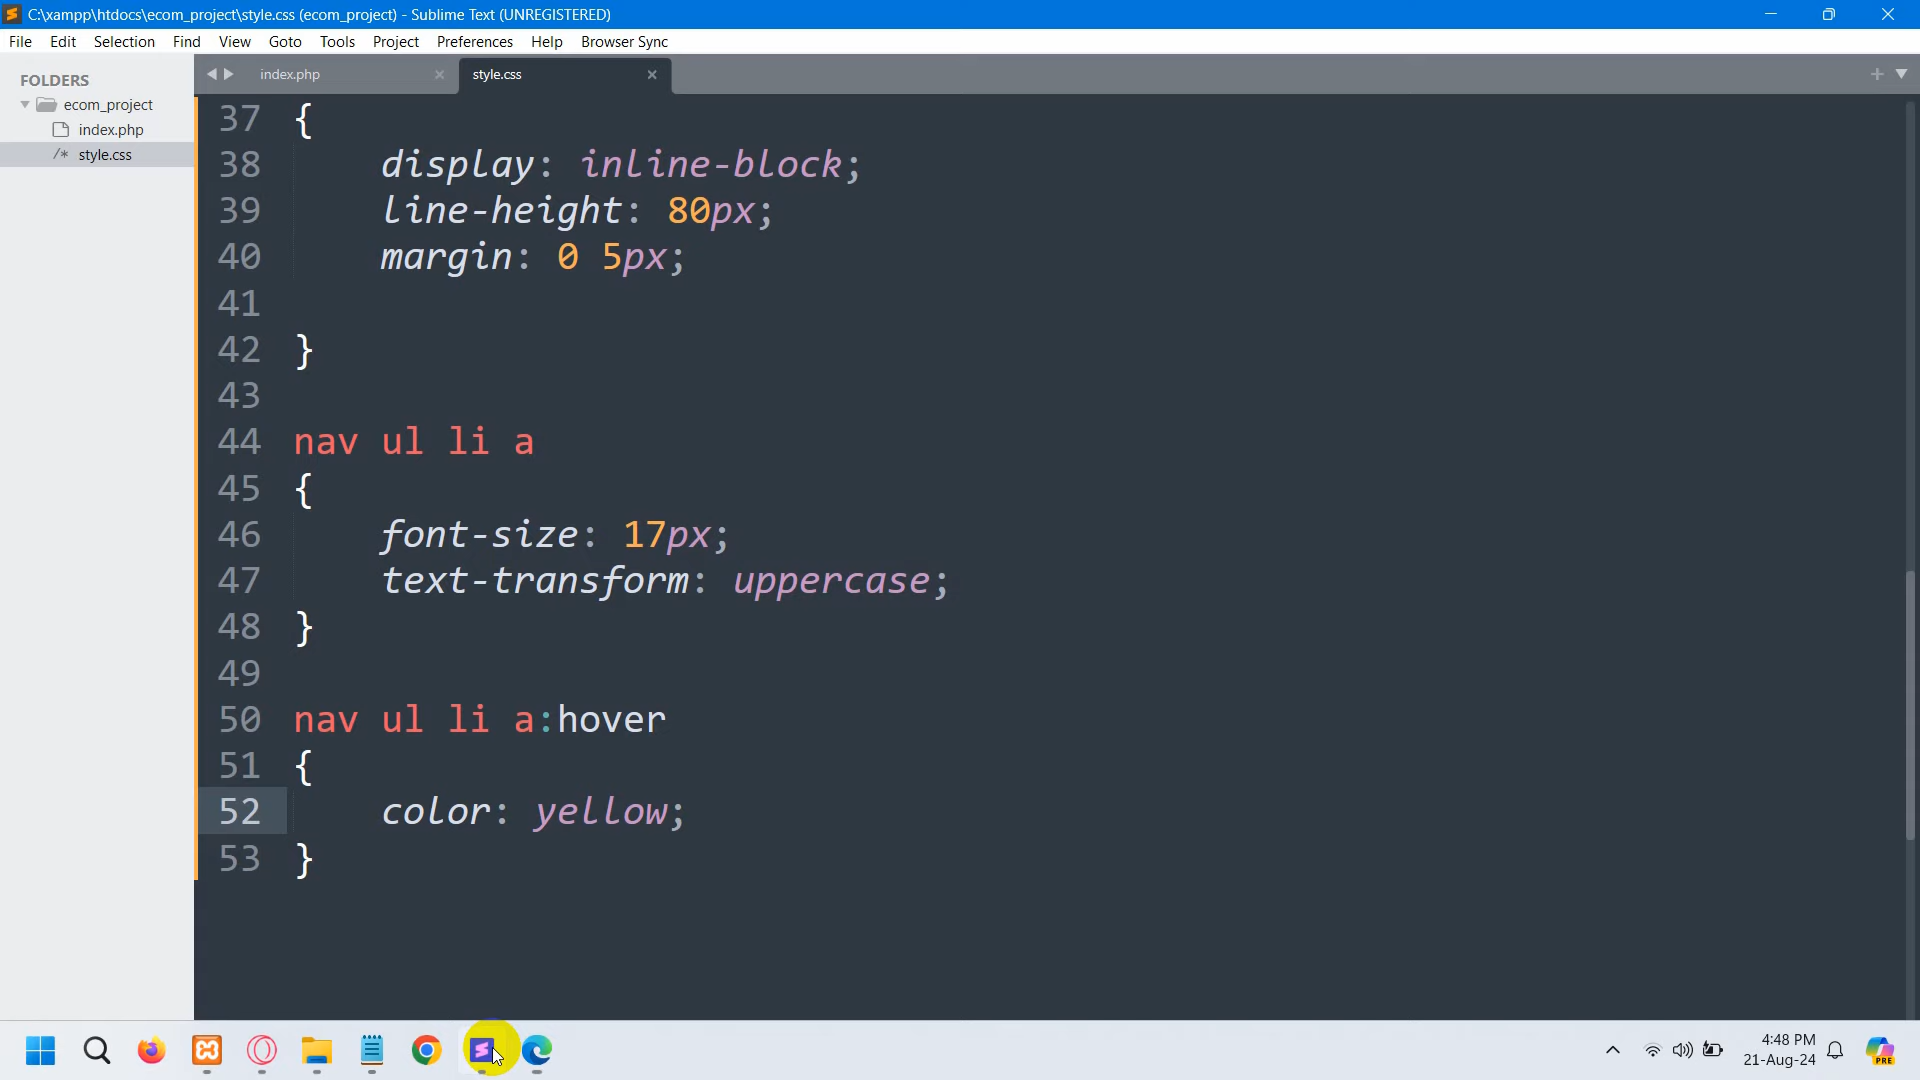 C:\xampp\htdocs\ecom_project\style.css (ecom_project) - Sublime Text (UNREGISTERED)
File Edit Selection Find View Goto Tools Project Preferences Help Browser Sync
FOLDERS
ecom_project
index.php
/* style.css
index.php
style.css
37 {
38 display: inline-block;
39 line-height: 80px;
40 margin: 0 5px;
41
42 }
43
44 nav ul li a
45 {
46 font-size: 17px;
47 text-transform: uppercase;
48 }
49
50 nav ul li a:hover
51 {
52 color: yellow;
53 }
4:48 PM
21-Aug-24
PRE